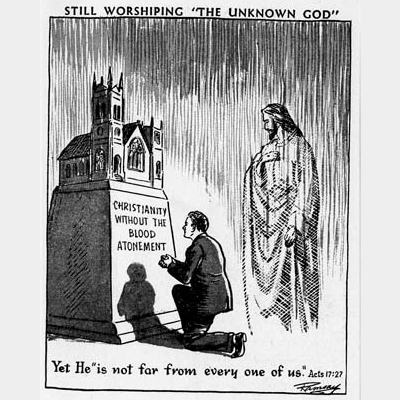 STILL WORSHIPING "THE UNKNOWN GOD"
CHRISTIANITY
WITHOUT THE
BLOOD
ATONEMENT
Yet He "is not far from every one of us." Acts 17:27
Ramsay